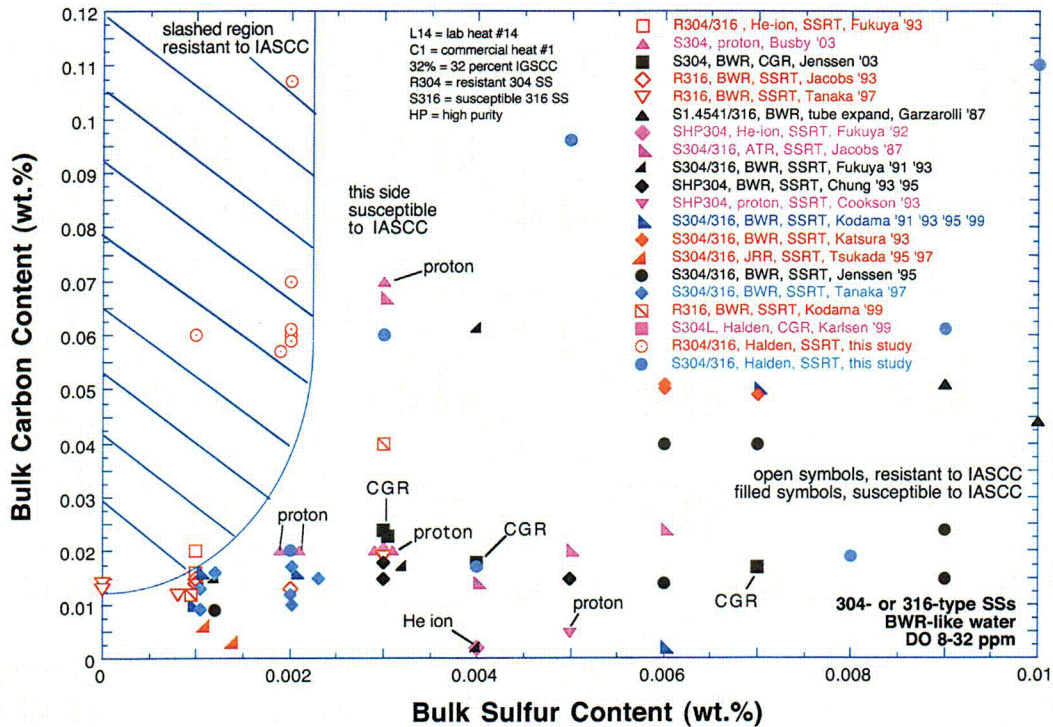 0.12
0.11
0.1
0.09
0.08
0.07
0.06
0.05
0.04
0.03
0.02
0.01
0
Bulk Carbon Content (wt.%)
slashed region
resistant to IASCC
L14 = lab heat #14
C1 = commercial heat #1
32% = 32 percent IGSCC
R304 = resistant 304 SS
S316 = susceptible 316 SS
HP = high purity
R304/316, He-ion, SSRT, Fukuya '93
S304, proton, Busby '03
S304, BWR, CGR, Jenssen '03
R316, BWR, SSRT, Jacobs '93
R316, BWR, SSRT, Tanaka '97
S1.4541/316, BWR, tube expand, Garzarolli '87
SHP304, He-ion, SSRT, Fukuya '92
S304/316, ATR, SSRT, Jacobs '87
S304/316, BWR, SSRT, Fukuya '91 '93
SHP304, BWR, SSRT, Chung '93 '95
SHP304, proton, SSRT, Cookson '93
S304/316, BWR, SSRT, Kodama '91 '93 '95 '99
S304/316, BWR, SSRT, Katsura '93
S304/316, JRR, SSRT, Tsukada '95 '97
S304/316, BWR, SSRT, Jenssen '95
S304/316, BWR, SSRT, Tanaka '97
R316, BWR, SSRT, Kodama '99
S304L, Halden, CGR, Karlsen '99
R304/316, Halden, SSRT, this study
S304/316, Halden, SSRT, this study
this side
susceptible
to IASCC
proton
open symbols, resistant to IASCC
filled symbols, susceptible to IASCC
CGR
proton
proton
CGR
CGR
He ion
proton
304- or 316-type SSs
BWR-like water
DO 8-32 ppm
0
0.002
0.004
0.006
0.008
0.01
Bulk Sulfur Content (wt.%)